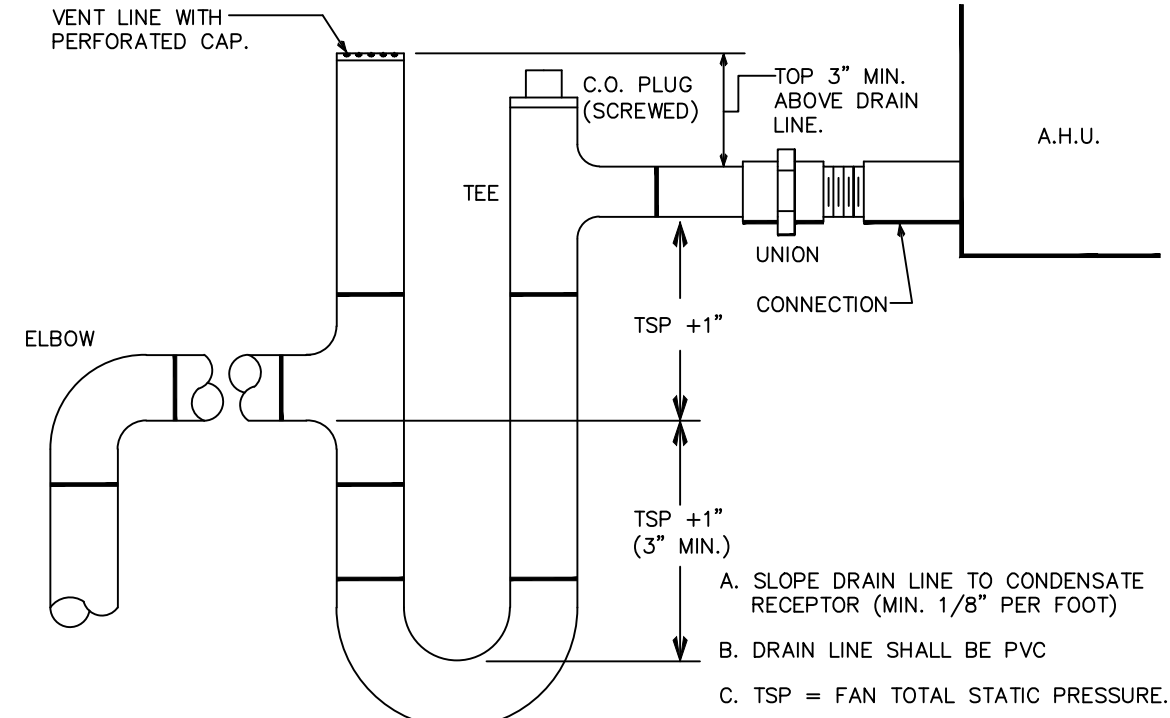 VENT LINE WITH
PERFORATED CAP.
C.O. PLUG
(SCREWED)
TOP 3” MIN.
ABOVE DRAIN
LINE.
A.H.U.
TEE
UNION
CONNECTION
TSP +1”
ELBOW
TSP +1”
(3” MIN.)
A. SLOPE DRAIN LINE TO CONDENSATE
RECEPTOR (MIN. 1/8” PER FOOT)
B. DRAIN LINE SHALL BE PVC
C. TSP = FAN TOTAL STATIC PRESSURE.